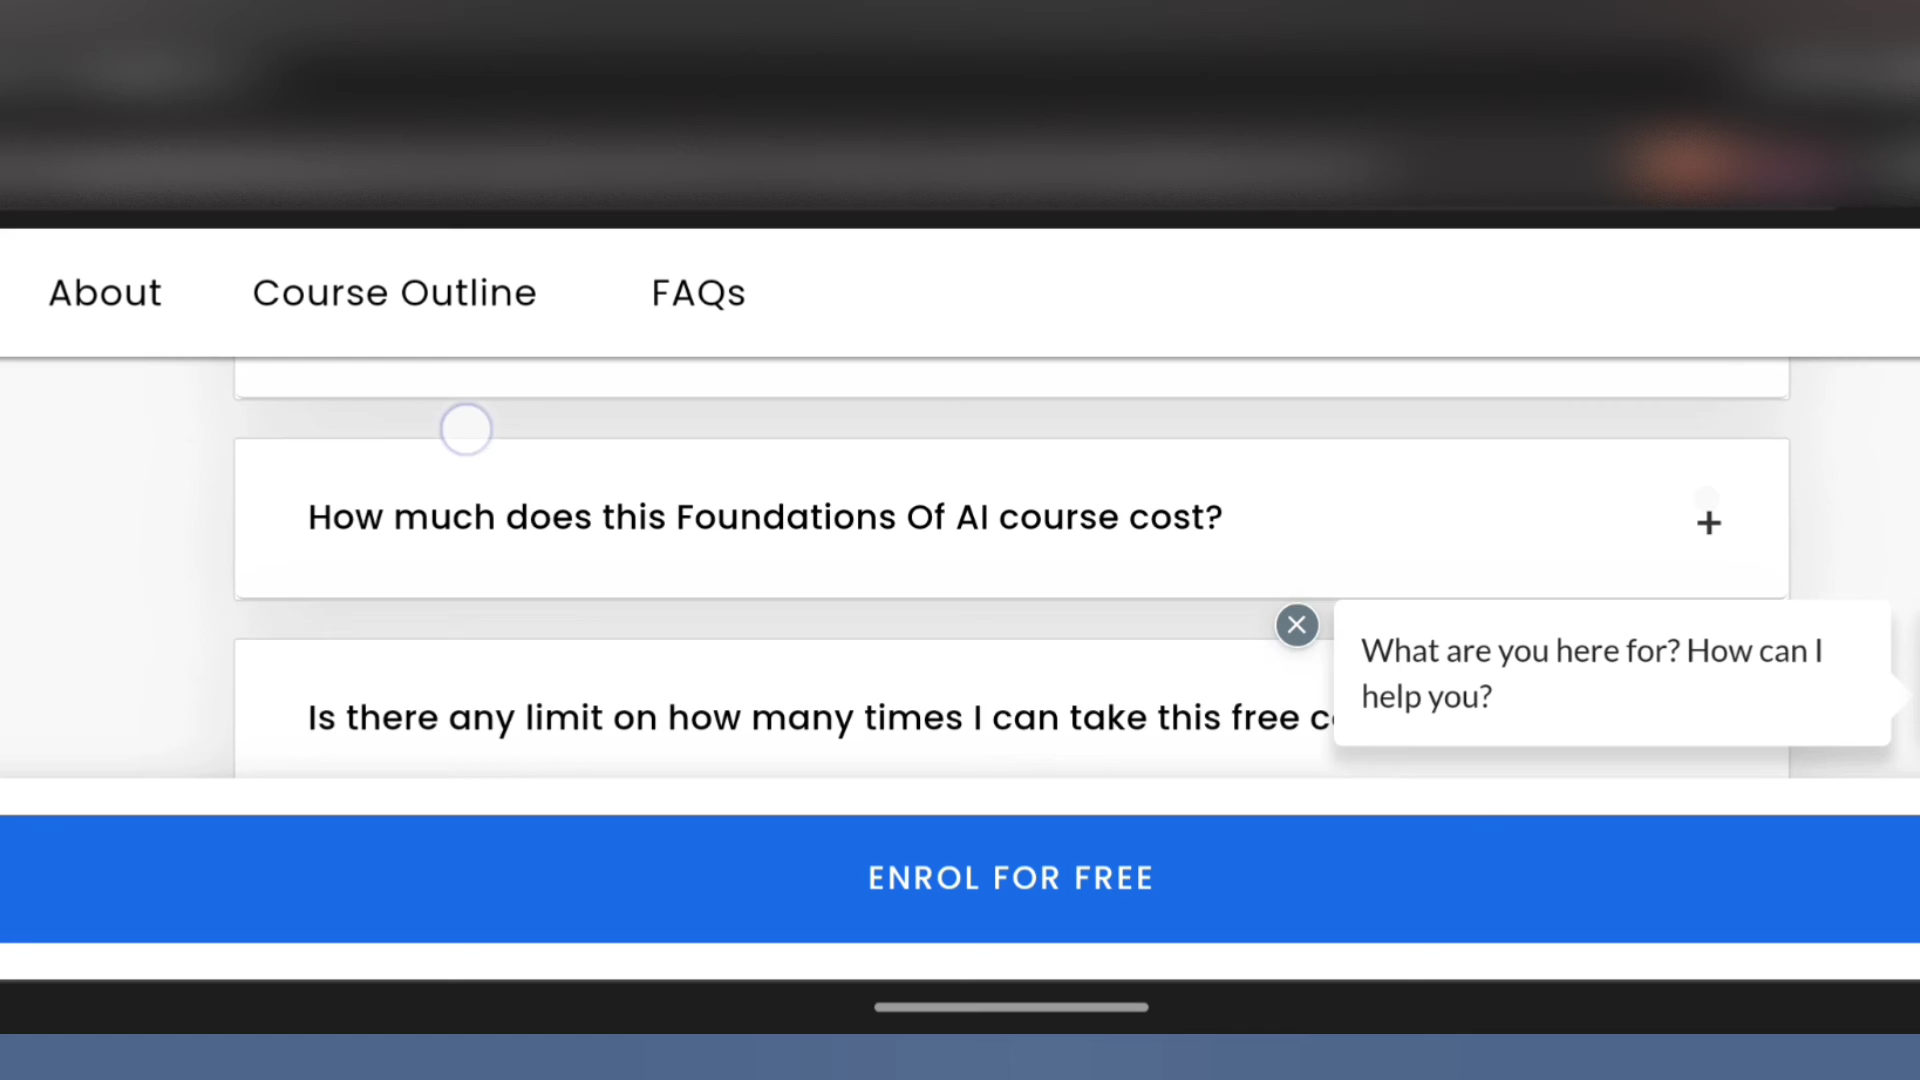 About Course Outline FAQs
How much does this Foundations Of AI course cost?
Is there any limit on how many times I can take this free
What are you here for? How can I
help you?
ENROL FOR FREE